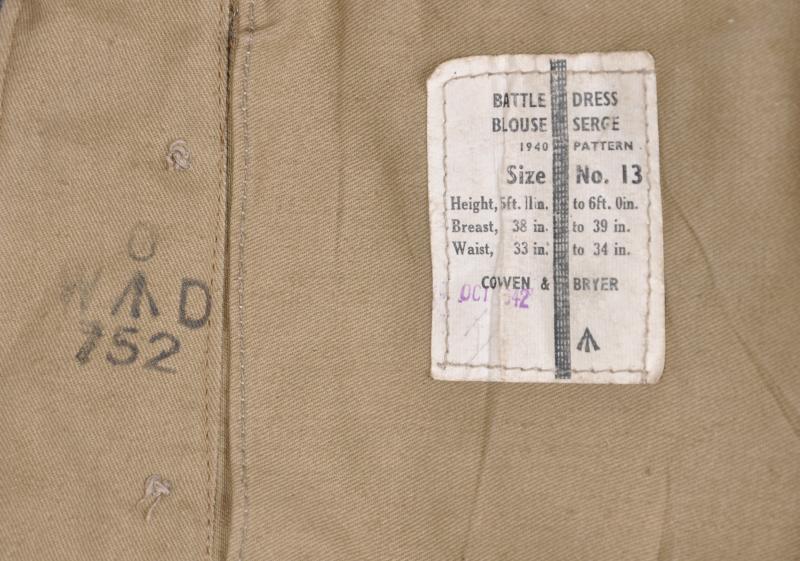 O
W D
752
BATTLE DRESS
BLOUSE SERGE
1940 PATTERN
Size No. 13
Height, 5ft. 11in. to 6ft. 0in.
Breast, 38 in. to 39 in.
Waist, 33 in. to 34 in.
COWEN & BRYER
OCT 42